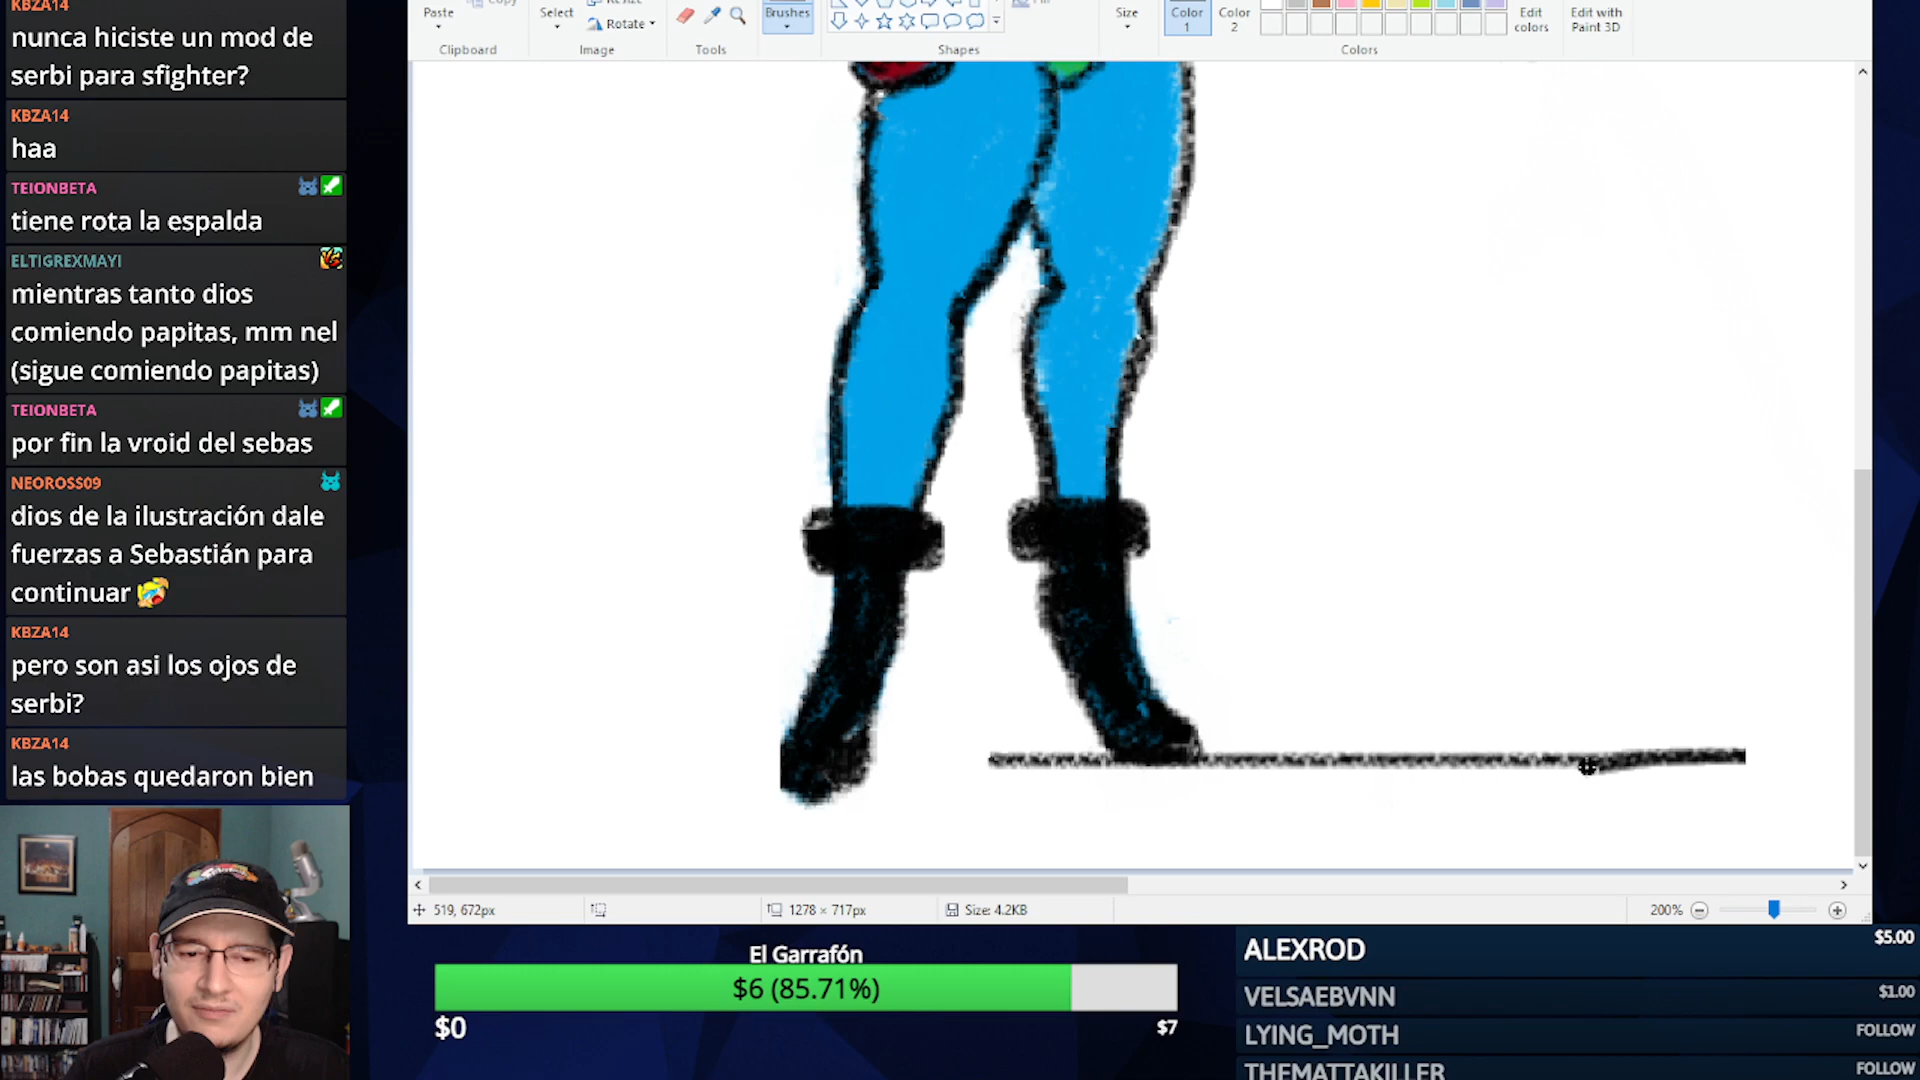 KBZA14
nunca hiciste un mod de
serbi para sfighter?
KBZA14
haa
TEIONBETA
tiene rota la espalda
ELTIGREXMAYI
mientras tanto dios
comiendo papitas, mm nel
(sigue comiendo papitas)
TEIONBETA
por fin la vroid del sebas
NEOROSS09
dios de la ilustración dale
fuerzas a Sebastián para
continuar
KBZA14
pero son asi los ojos de
serbi?
KBZA14
las bobas quedaron bien
Paste
Copy
Clipboard
Select
Rotate
Image
Tools
Brushes
Shapes
Size
Color
1
Color
2
Edit
colors
Edit with
Paint 3D
Colors
519, 672px
1278 × 717px
Size: 4.2KB
200%
El Garrafón
$6 (85.71%)
$0
$7
ALEXROD
$5.00
VELSAEBVNN
$1.00
LYING_MOTH
FOLLOW
THEMATTAKILLER
FOLLOW